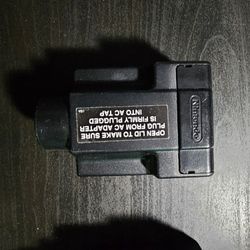 OPEN LID TO MAKE SURE
PLUG FROM AC ADAPTER
IS FIRMLY PLUGGED
INTO AC TAP
Nintendo